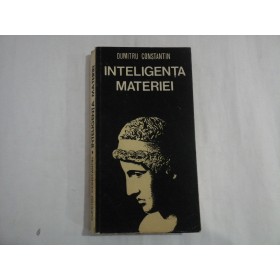 DUMITRU CONSTANTIN
INTELIGENȚA
MATERIEI